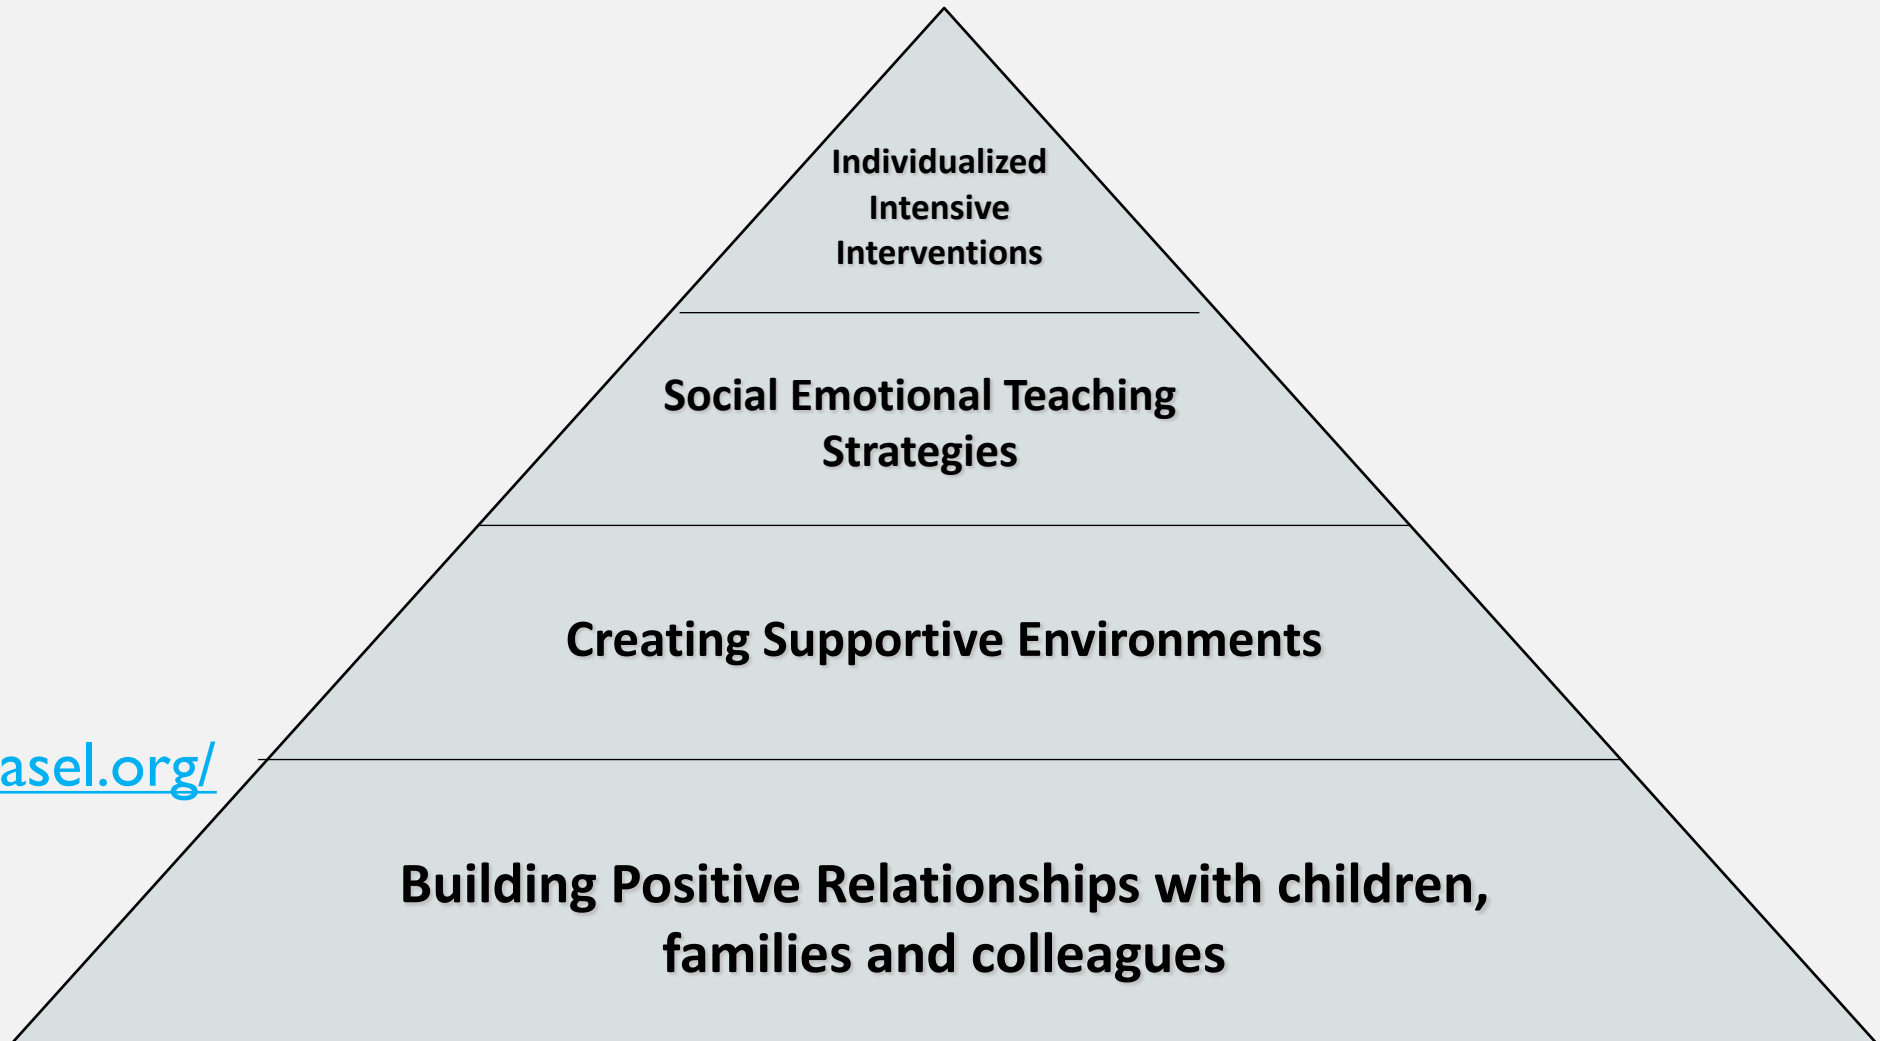 Individualized
Intensive
Interventions
Social Emotional Teaching
Strategies
Creating Supportive Environments
asel.org/
Building Positive Relationships with children,
families and colleagues